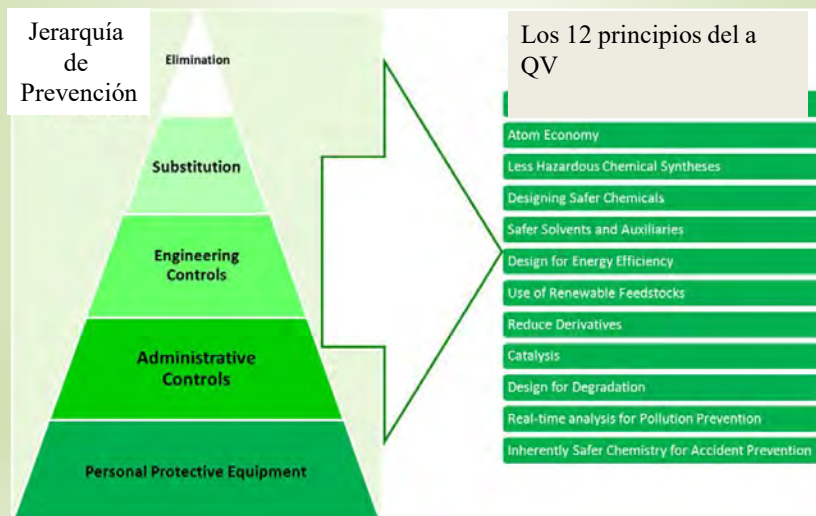 Jerarquía
de
Prevención
Elimination
Substitution
Engineering
Controls
Administrative
Controls
Personal Protective Equipment
Los 12 principios del a
QV
Atom Economy
Less Hazardous Chemical Syntheses
Designing Safer Chemicals
Safer Solvents and Auxiliaries
Design for Energy Efficiency
Use of Renewable Feedstocks
Reduce Derivatives
Catalysis
Design for Degradation
Real-time analysis for Pollution Prevention
Inherently Safer Chemistry for Accident Prevention